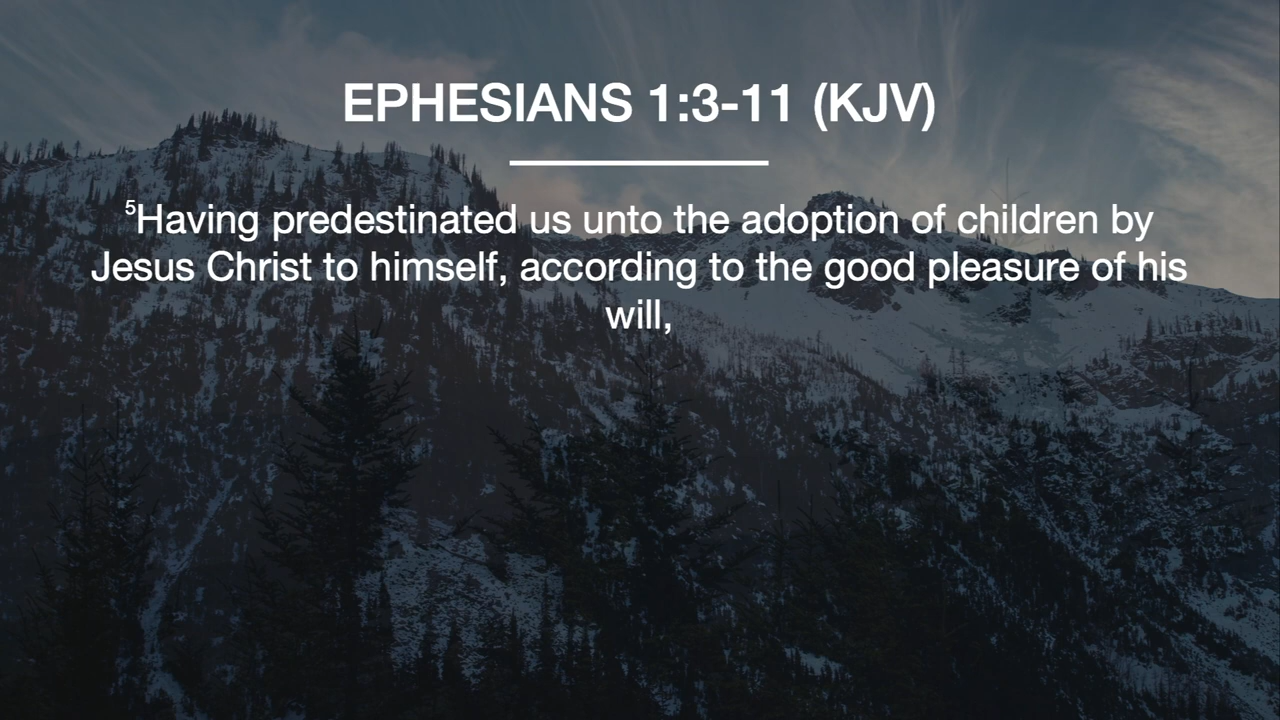 EPHESIANS 1:3-11 (KJV)
⁵Having predestinated us unto the adoption of children by
Jesus Christ to himself, according to the good pleasure of his
will,